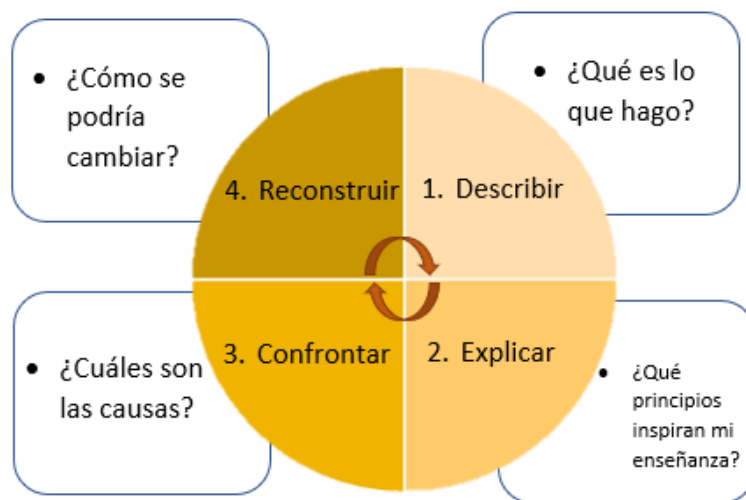 • ¿Cómo se
podría
cambiar?
• ¿Qué es lo
que hago?
4. Reconstruir
1. Describir
3. Confrontar
2. Explicar
• ¿Cuáles son
las causas?
• ¿Qué
principios
inspiran mi
enseñanza?